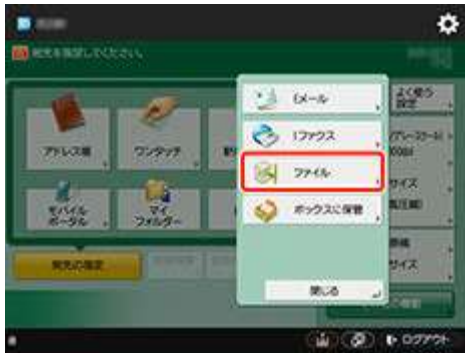 宛先を指定してください。
アドレス帳
ワンタッチ
モバイル
ポータル
マイ
フォルダー
宛先の指定
Eメール
Iファクス
ファイル
ボックスに保管
閉じる
よく使う
設定
サイズ
原稿
サイズ
ログアウト